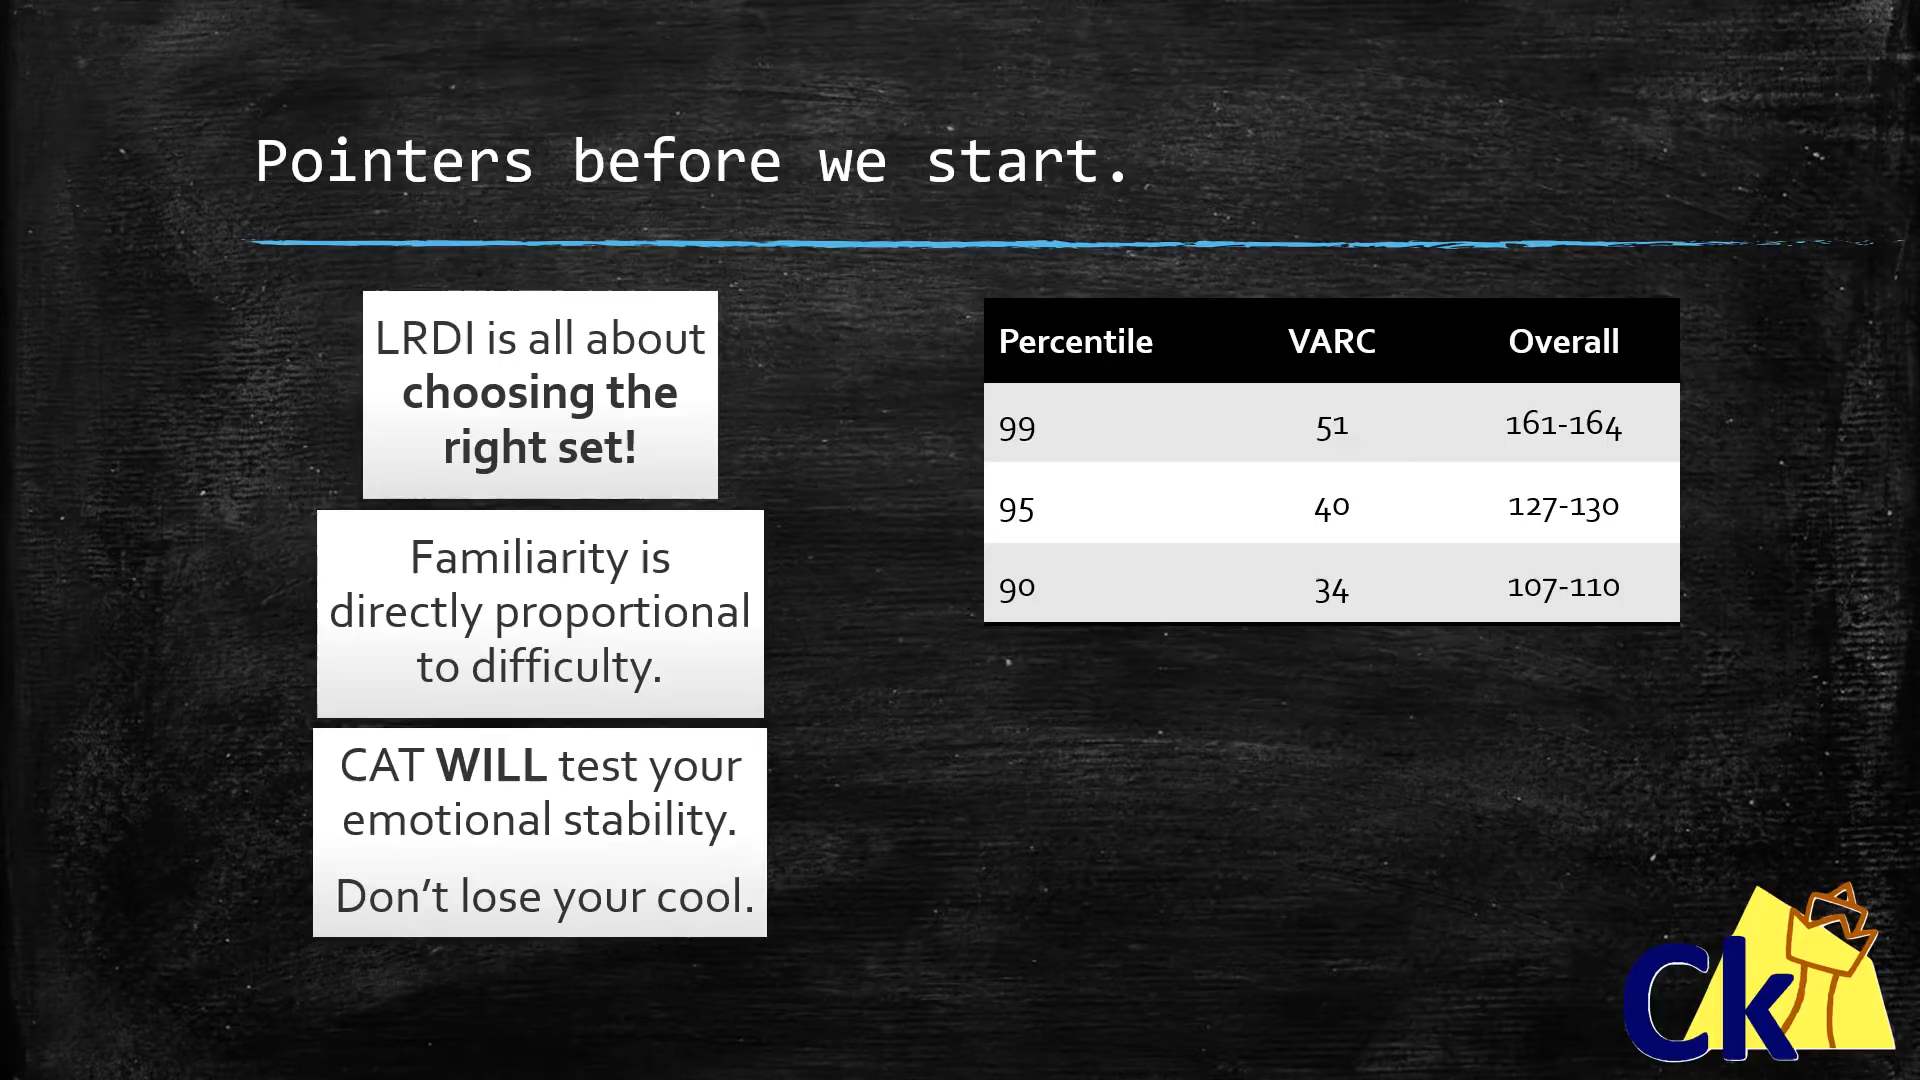 Pointers before we start.
LRDI is all about
choosing the
right set!
Familiarity is
directly proportional
to difficulty.
CAT WILL test your
emotional stability.
Don’t lose your cool.
Percentile VARC Overall
99 51 161-164
95 40 127-130
90 34 107-110
Ck